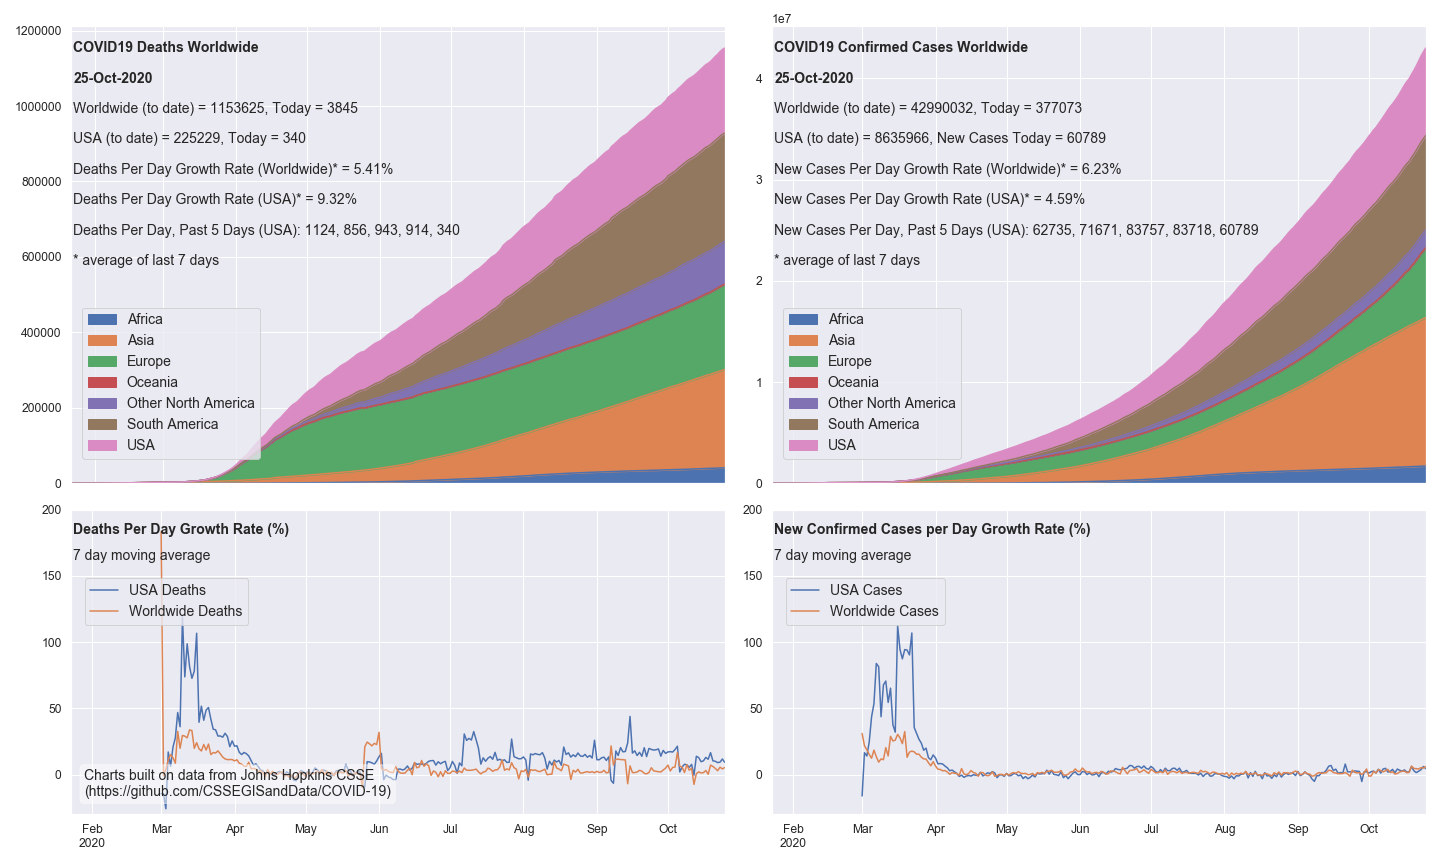 1200000
1000000
800000
600000
400000
200000
0
COVID19 Deaths Worldwide
25-Oct-2020
Worldwide (to date) = 1153625, Today = 3845
USA (to date) = 225229, Today = 340
Deaths Per Day Growth Rate (Worldwide)* = 5.41%
Deaths Per Day Growth Rate (USA)* = 9.32%
Deaths Per Day, Past 5 Days (USA): 1124, 856, 943, 914, 340
* average of last 7 days
Africa
Asia
Europe
Oceania
Other North America
South America
USA
1e7
4
3
2
1
0
COVID19 Confirmed Cases Worldwide
25-Oct-2020
Worldwide (to date) = 42990032, Today = 377073
USA (to date) = 8635966, New Cases Today = 60789
New Cases Per Day Growth Rate (Worldwide)* = 6.23%
New Cases Per Day Growth Rate (USA)* = 4.59%
New Cases Per Day, Past 5 Days (USA): 62735, 71671, 83757, 83718, 60789
* average of last 7 days
Africa
Asia
Europe
Oceania
Other North America
South America
USA
200
150
100
50
0
Deaths Per Day Growth Rate (%)
7 day moving average
USA Deaths
Worldwide Deaths
Charts built on data from Johns Hopkins CSSE
(https://github.com/CSSEGISandData/COVID-19)
Feb Mar Apr May Jun Jul Aug Sep Oct
2020
200
150
100
50
0
New Confirmed Cases per Day Growth Rate (%)
7 day moving average
USA Cases
Worldwide Cases
Feb Mar Apr May Jun Jul Aug Sep Oct
2020